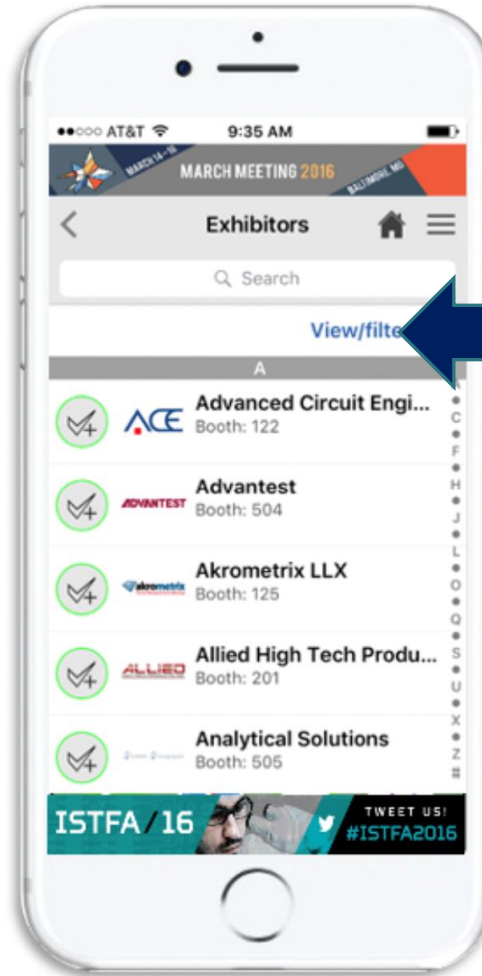 AT&T 9:35 AM
MARCH 14-16 MARCH MEETING 2016 BALTIMORE, MD
Exhibitors
Search
View/filte
A
ACE Advanced Circuit Engi...
Booth: 122
ADVANTEST Advantest
Booth: 504
akrometrix Akrometrix LLX
Booth: 125
ALLIED Allied High Tech Produ...
Booth: 201
Analytical Solutions
Booth: 505
C
F
H
J
L
O
Q
S
U
X
Z
#
ISTFA/16 TWEET US!
#ISTFA2016